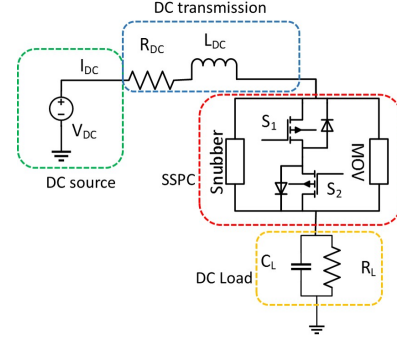 DC transmission
R_DC
L_DC
I_DC
V_DC
DC source
SSPC
Snubber
S_1
S_2
MOV
DC Load
C_L
R_L